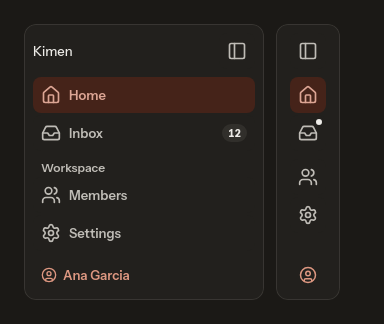 Kimen
Home
Inbox 12
Workspace
Members
Settings
Ana Garcia